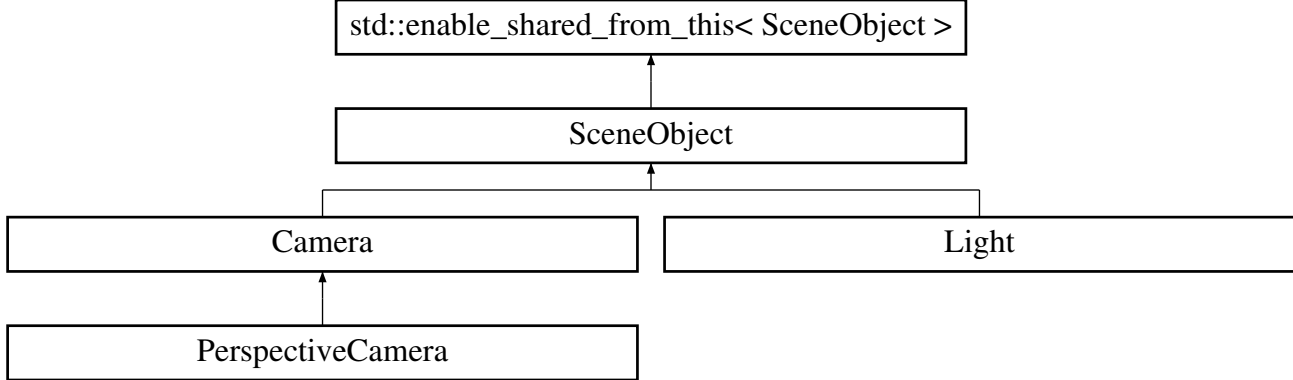 std::enable_shared_from_this< SceneObject >
SceneObject
Camera
Light
PerspectiveCamera